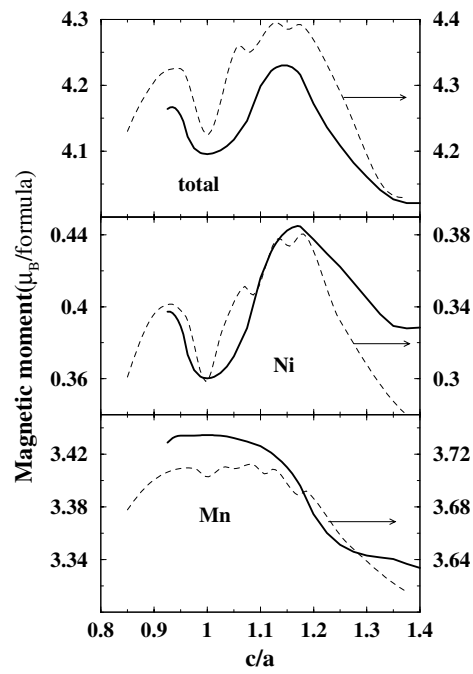 Magnetic moment(μB/formula)
4.3 4.4
4.2 4.3
4.1 4.2
total
0.44 0.38
0.4 0.34
0.36 0.3
Ni
3.42 3.72
3.38 3.68
3.34 3.64
Mn
0.8 0.9 1 1.1 1.2 1.3 1.4
c/a